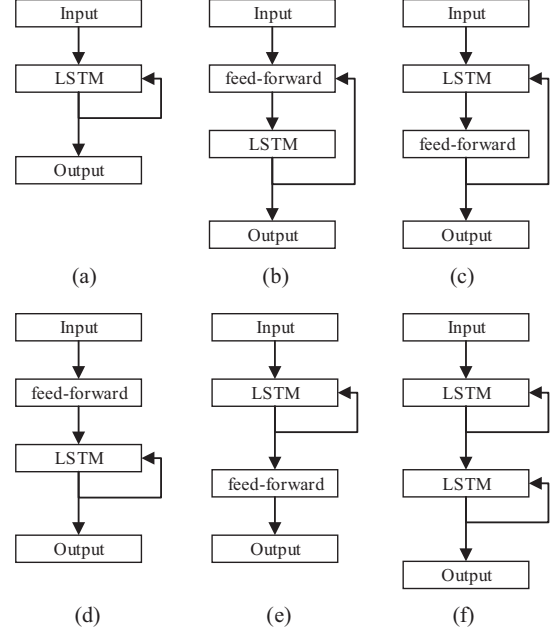 Input
LSTM
Output
(a)
Input
feed-forward
LSTM
Output
(b)
Input
LSTM
feed-forward
Output
(c)
Input
feed-forward
LSTM
Output
(d)
Input
LSTM
feed-forward
Output
(e)
Input
LSTM
LSTM
Output
(f)